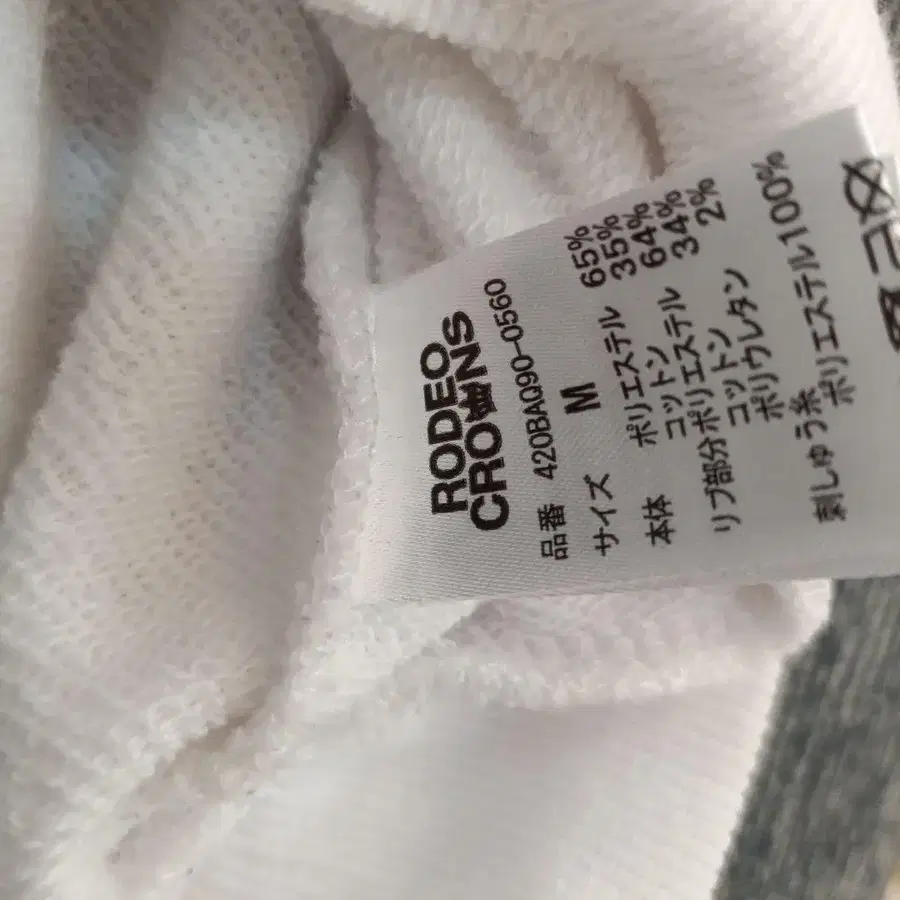 RODEO
CROWNS
品番 420BAQ90-0560
サイズ M
本体 ポリエステル 65%
コットン 35%
リブ部分ポリエステル 64%
コットン 34%
ポリウレタン 2%
刺しゅう糸
ポリエステル100%